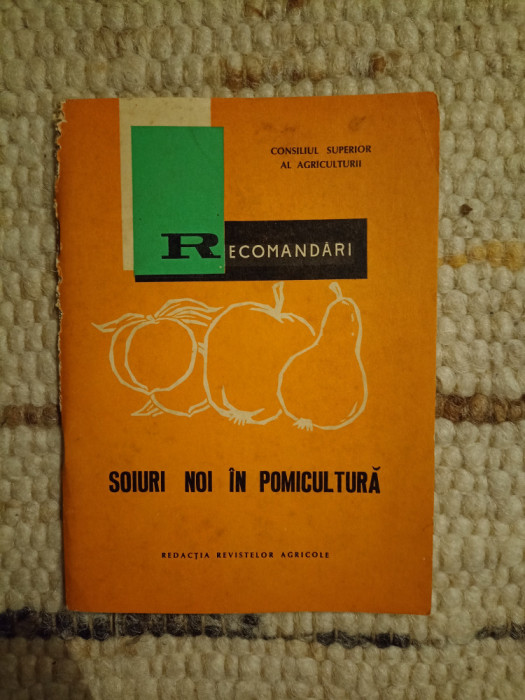 CONSILIUL SUPERIOR
AL AGRICULTURII
RECOMANDĂRI
SOIURI NOI ÎN POMICULTURĂ
REDACȚIA REVISTELOR AGRICOLE